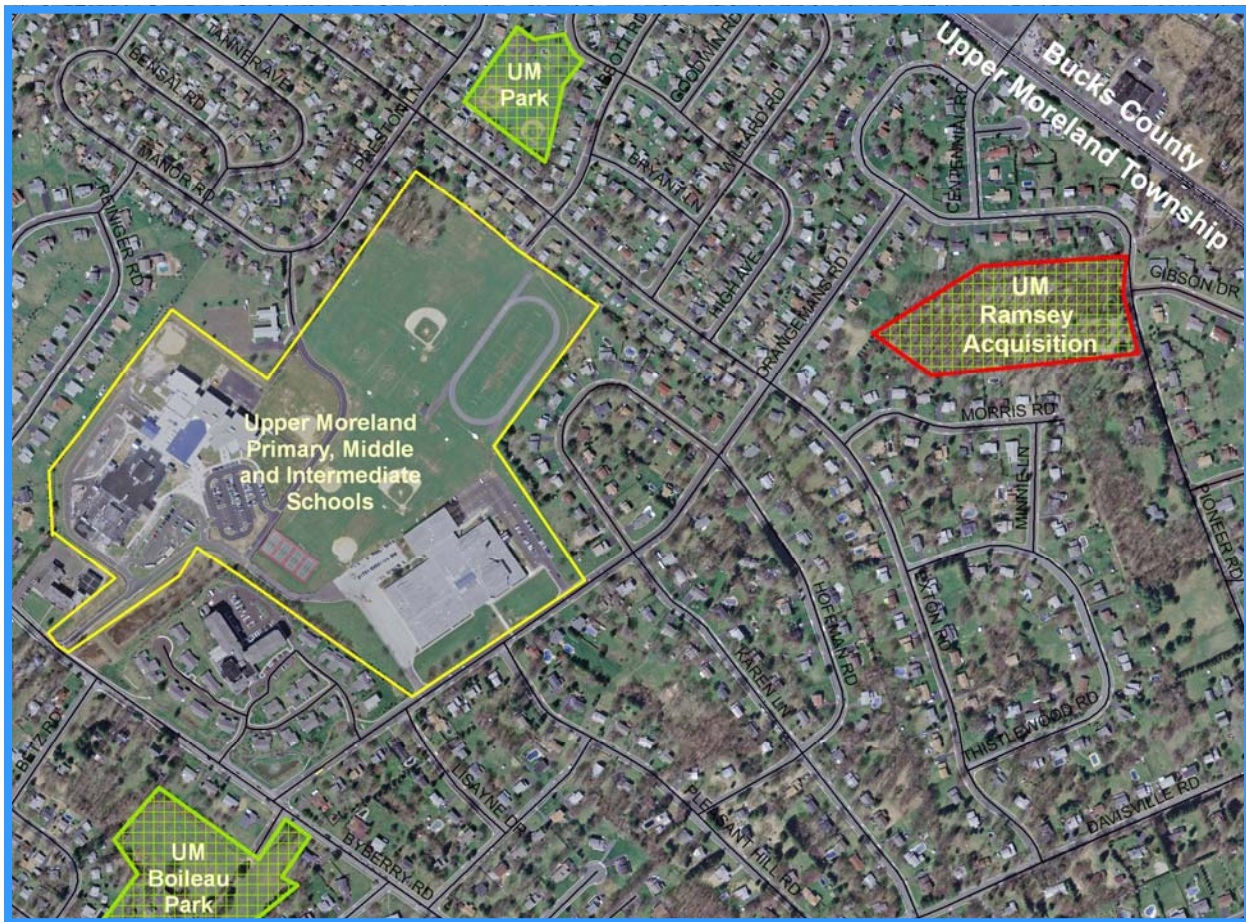 TANNER AVE
BENSAL RD
MANOR RD
PRESTON LN
UM
Park
ABBOTT RD
GOODWIN RD
WILLARD RD
BRYANT LN
HIGH AVE
ORANGEMANS RD
CENTENNIAL RD
Bucks County
Upper Moreland Township
GIBSON DR
UM
Ramsey
Acquisition
REININGER RD
Upper Moreland
Primary, Middle
and Intermediate
Schools
MORRIS RD
MINNIE LN
PIONEER RD
EXTON RD
HOFFMAN RD
KAREN LN
THISTLEWOOD RD
DAVISVILLE RD
PLEASANT HILL RD
LISAYNE DR
BYBERRY RD
BETZ RD
UM
Boileau
Park